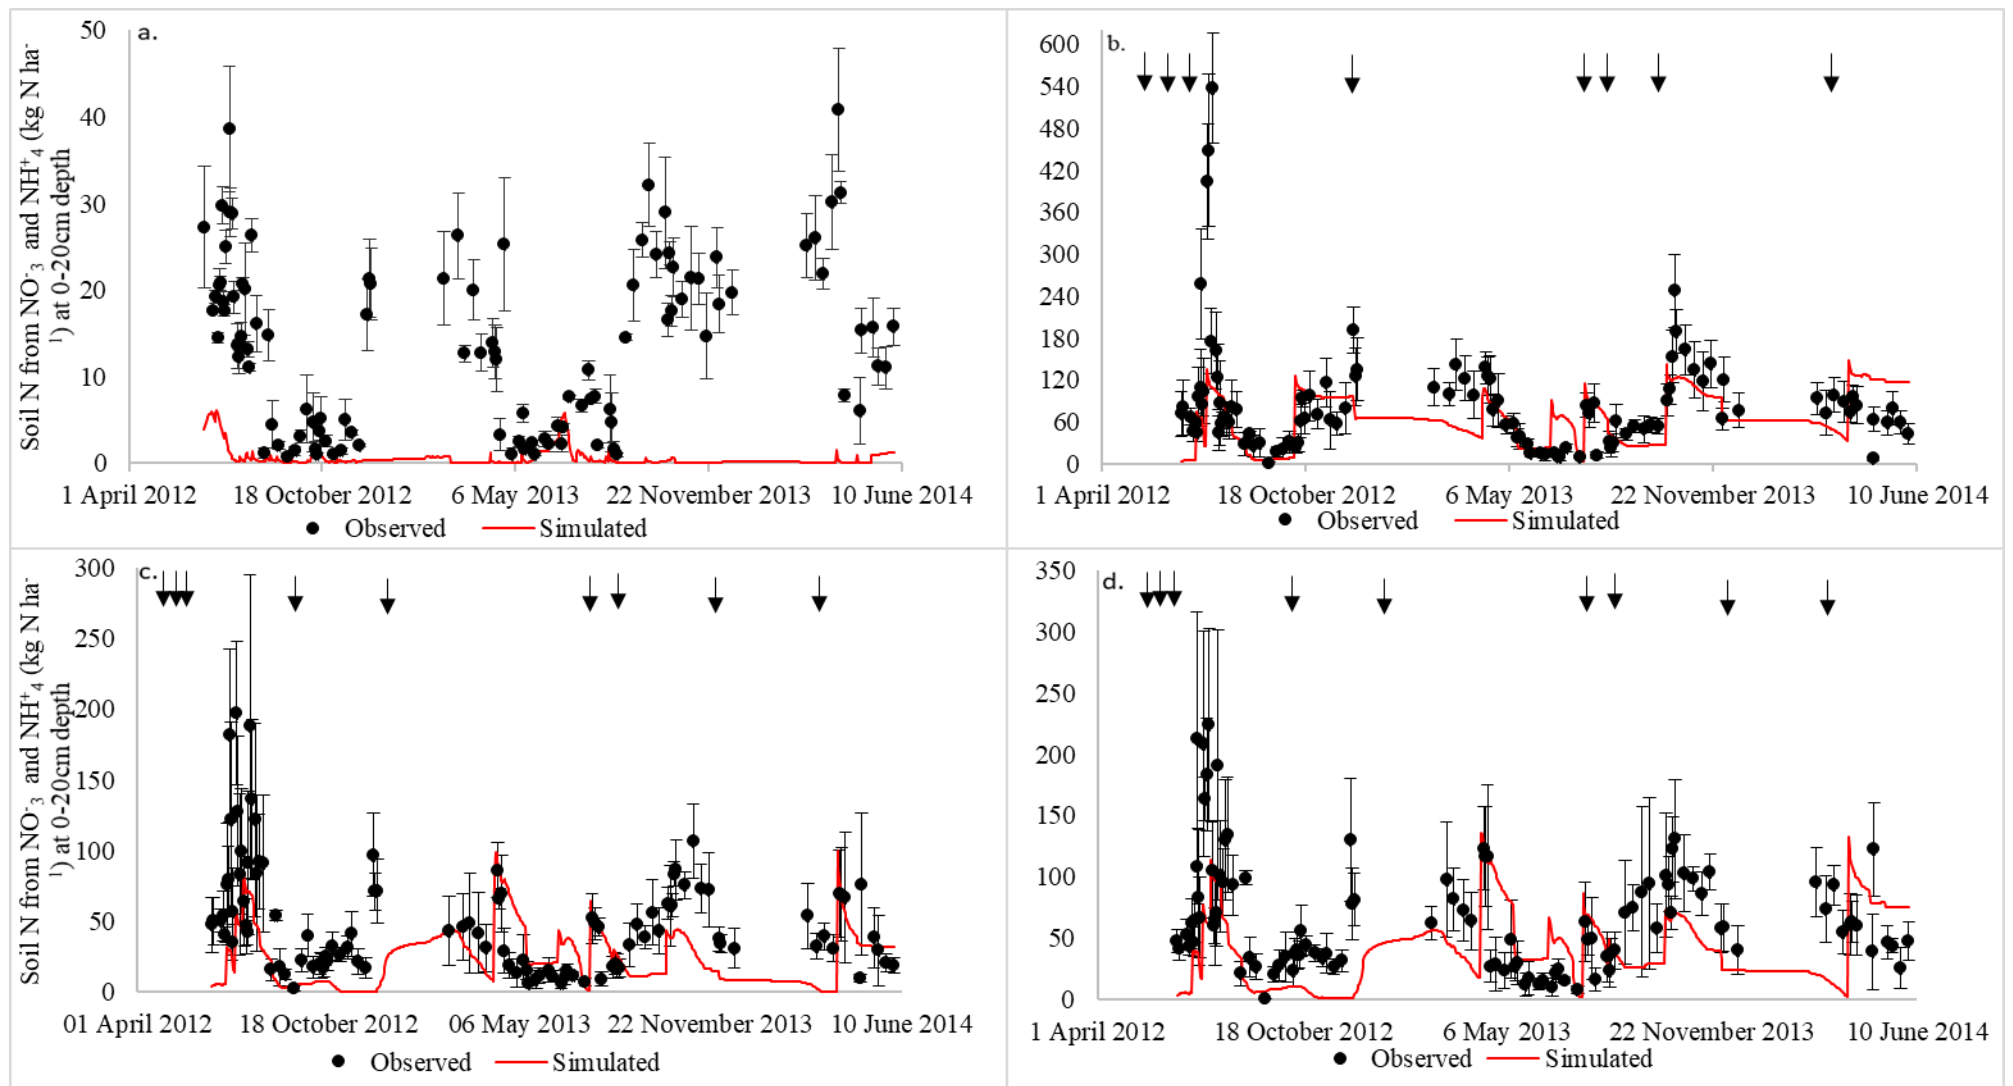 a.
50
40
30
20
10
0
Soil N from NO⁻₃ and NH⁺₄ (kg N ha⁻
¹) at 0-20cm depth
1 April 2012 18 October 2012 6 May 2013 22 November 2013 10 June 2014
Observed Simulated
b.
600
540
480
420
360
300
240
180
120
60
0
1 April 2012 18 October 2012 6 May 2013 22 November 2013 10 June 2014
Observed Simulated
c.
300
250
200
150
100
50
0
Soil N from NO⁻₃ and NH⁺₄ (kg N ha⁻
¹) at 0-20cm depth
01 April 2012 18 October 2012 06 May 2013 22 November 2013 10 June 2014
Observed Simulated
d.
350
300
250
200
150
100
50
0
1 April 2012 18 October 2012 6 May 2013 22 November 2013 10 June 2014
Observed Simulated